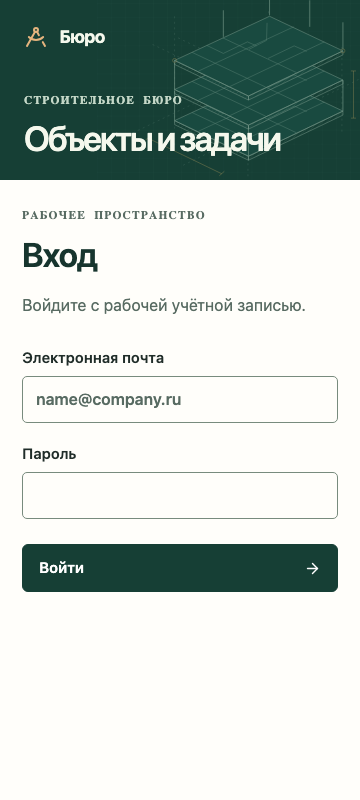 Бюро
СТРОИТЕЛЬНОЕ БЮРО
Объекты и задачи
РАБОЧЕЕ ПРОСТРАНСТВО
Вход
Войдите с рабочей учётной записью.
Электронная почта
name@company.ru
Пароль
Войти →